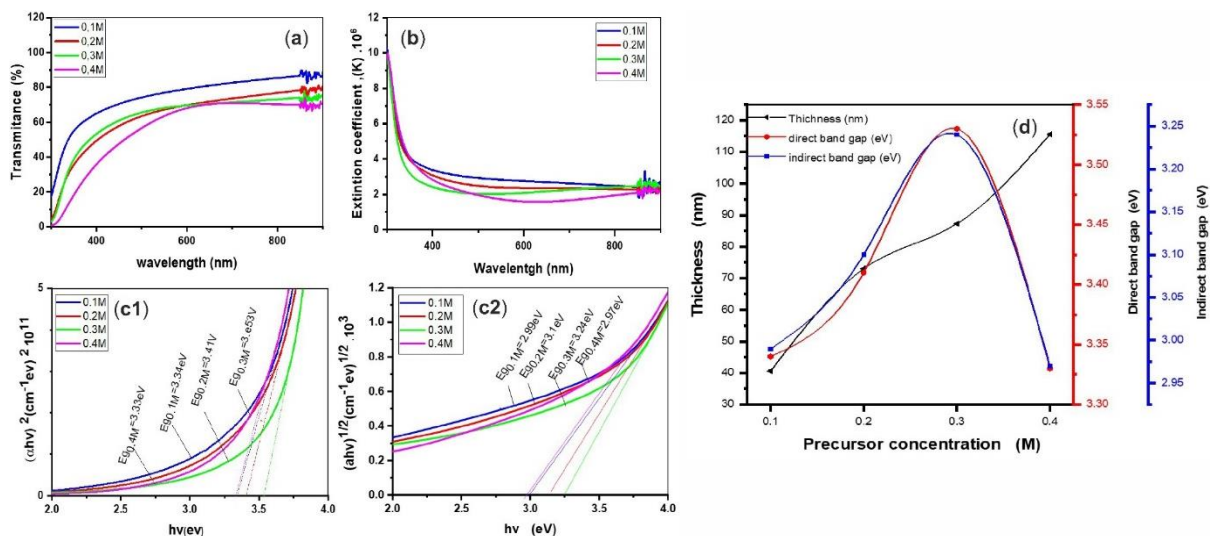 (a)
Transmitance (%)
120
100
80
60
40
20
0
0,1M
0,2M
0.3M
0.4M
400
600
800
wavelength (nm)
(b)
Extintion coefficient .(K) .10⁶
12
10
8
6
4
2
0
0.1M
0.2M
0.3M
0.4M
400
600
800
Wavelentgh (nm)
(c1)
(αhv) ²(cm⁻¹ev) ² 10¹¹
5
0
0.1M
0.2M
0.3M
0.4M
Eg0.4M=3.33eV
Eg0.1M=3.34eV
Eg0.2M=3.41V
Eg0.3M=3.e53V
2.0
2.5
3.0
3.5
4.0
hv(ev)
(c2)
(ahv)1/2(cm⁻¹ev)1/2 .10³
1.2
1.0
0.8
0.6
0.4
0.3
0.0
0.1M
0.2M
0.3M
0.4M
Eg0.1M=2.99eV
Eg0.2M=3.1eV
Eg0.3M=3.24eV
Eg0.4M=2.97eV
2.0
2.5
3.0
3.5
4.0
hv (eV)
(d)
Thickness (nm)
direct band gap (eV)
indirect band gap (eV)
Thickness (nm)
115
110
100
90
80
70
60
50
40
30
0.1
0.2
0.3
0.4
Precursor concentration (M)
3.55
3.50
3.45
3.40
3.35
3.30
Direct band gap (eV)
3.25
3.20
3.15
3.10
3.05
2.98
2.95
Indirect band gap (eV)